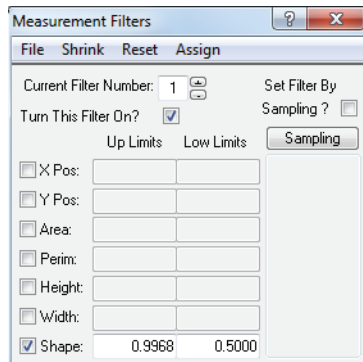 Measurement Filters
File Shrink Reset Assign
Current Filter Number: 1 Set Filter By
Turn This Filter On? Sampling ?
Up Limits Low Limits Sampling
X Pos:
Y Pos:
Area:
Perim:
Height:
Width:
Shape: 0.9968 0.5000